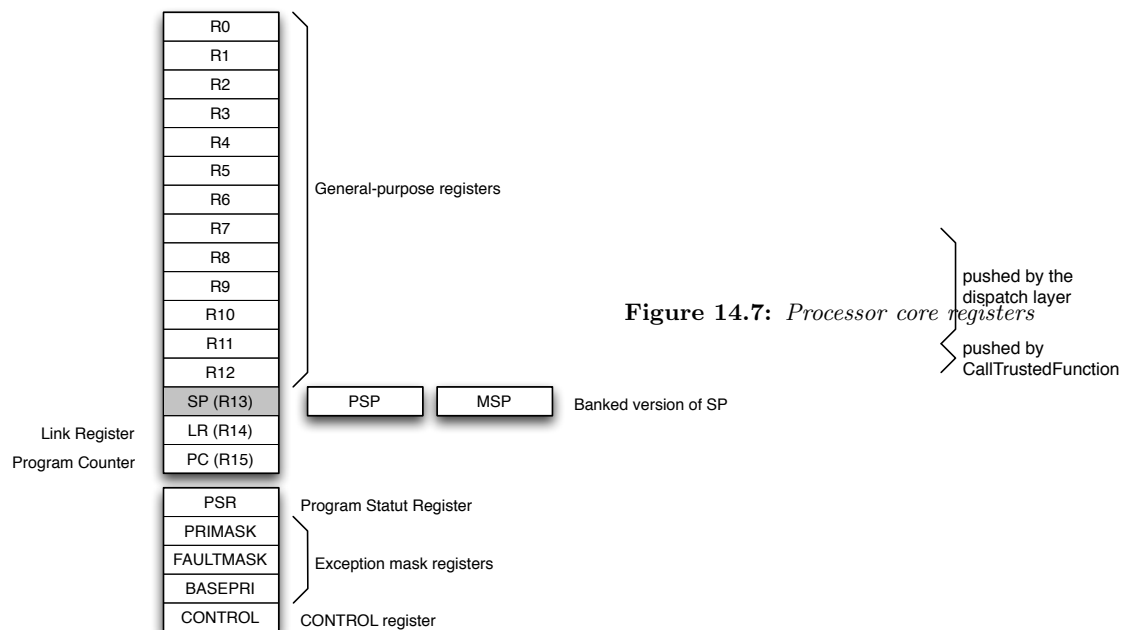 R0
R1
R2
R3
R4
R5
R6
R7
R8
R9
R10
R11
R12
General-purpose registers
SP (R13)
PSP
MSP
Banked version of SP
Link Register
LR (R14)
Program Counter
PC (R15)
PSR
Program Statut Register
PRIMASK
FAULTMASK
BASEPRI
Exception mask registers
CONTROL
CONTROL register
pushed by the
dispatch layer
Figure 14.7: Processor core registers
pushed by
CallTrustedFunction